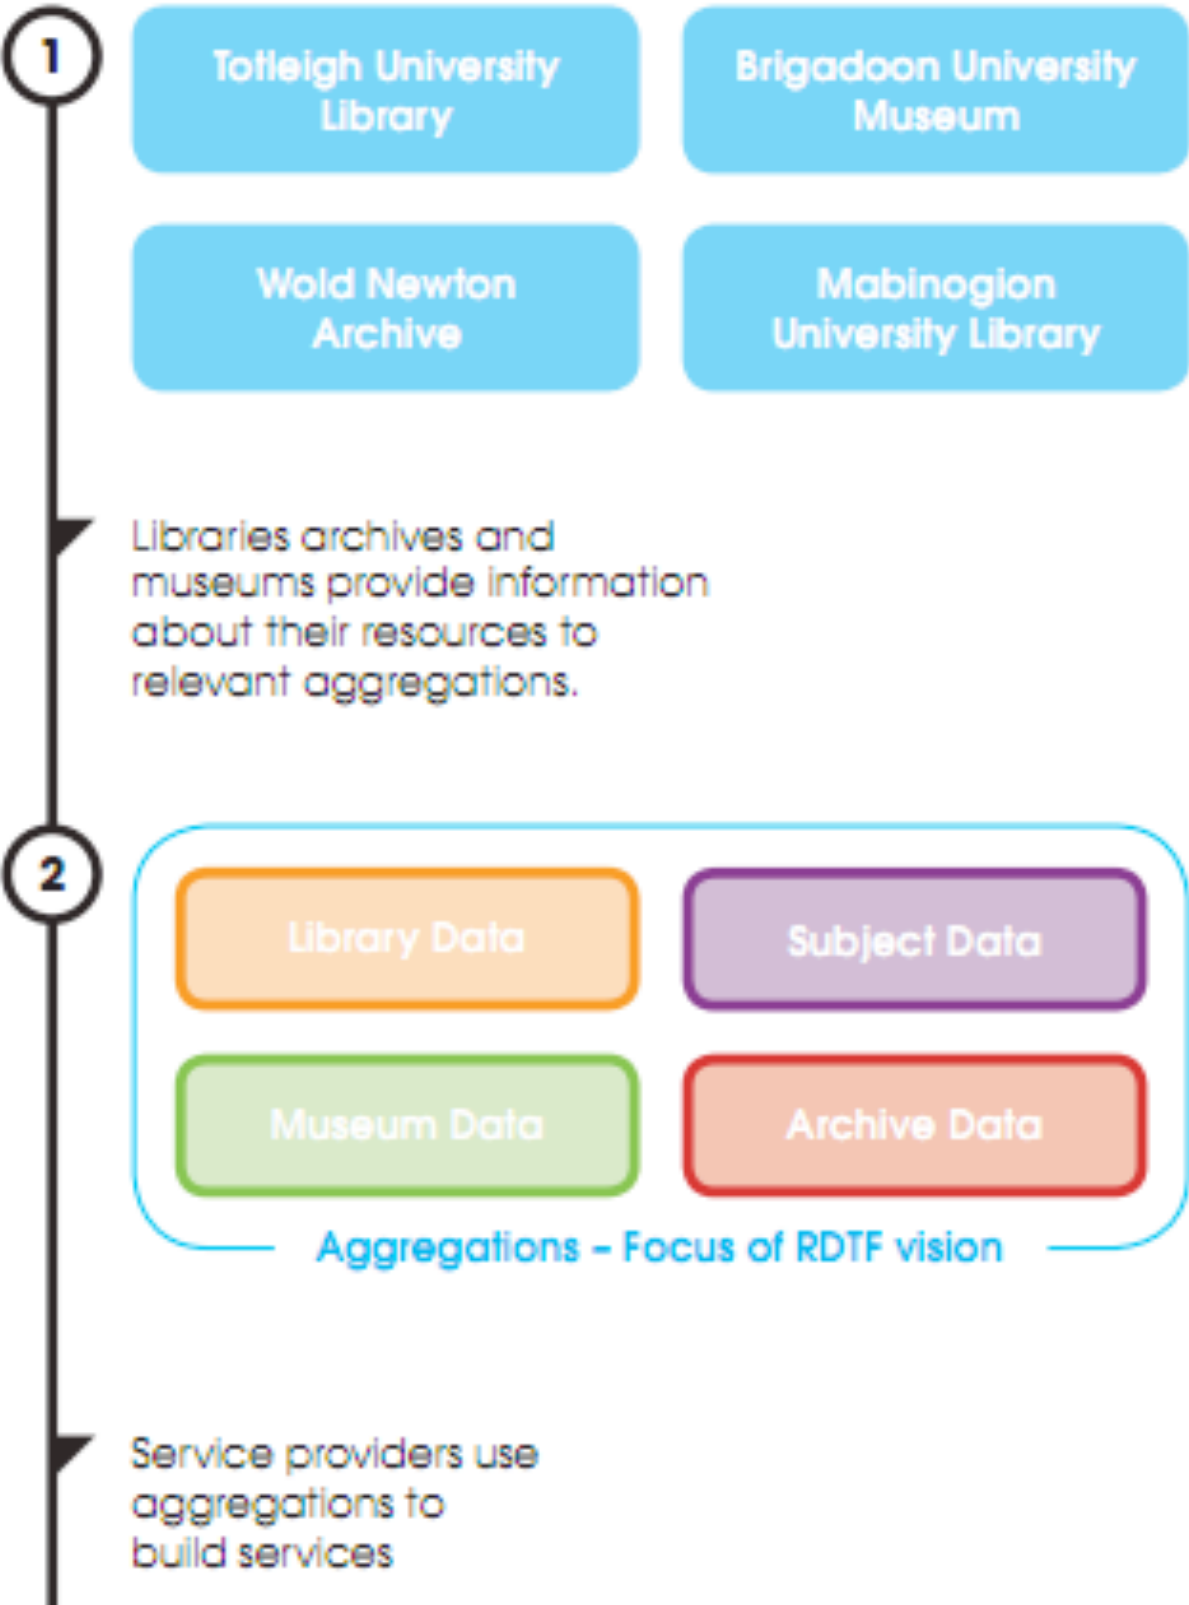 1
Totleigh University
Library
Brigadoon University
Museum
Wold Newton
Archive
Mabinogion
University Library
Libraries archives and
museums provide information
about their resources to
relevant aggregations.
2
Library Data
Subject Data
Museum Data
Archive Data
Aggregations – Focus of RDTF vision
Service providers use
aggregations to
build services